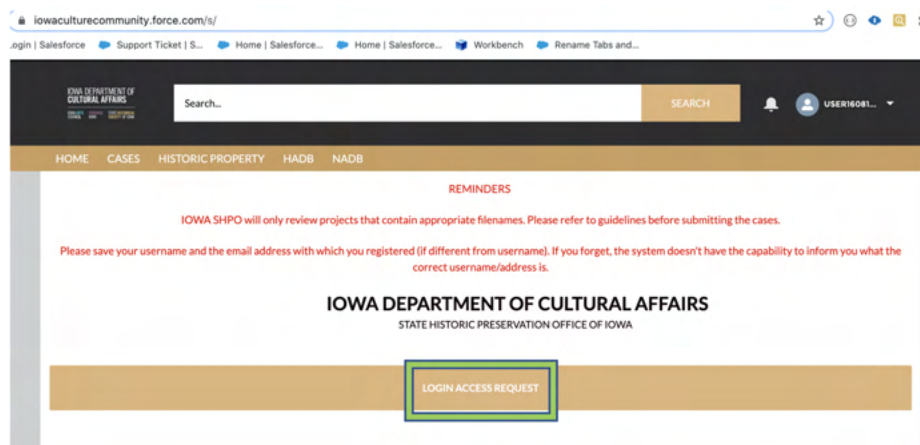 iowaculturecommunity.force.com/s/
.ogin | Salesforce Support Ticket | S... Home | Salesforce... Home | Salesforce... Workbench Rename Tabs and...
IOWA DEPARTMENT OF
CULTURAL AFFAIRS
Search...
SEARCH
USER16081...
HOME CASES HISTORIC PROPERTY HADB NADB
REMINDERS
IOWA SHPO will only review projects that contain appropriate filenames. Please refer to guidelines before submitting the cases.
Please save your username and the email address with which you registered (if different from username). If you forget, the system doesn't have the capability to inform you what the
correct username/address is.
IOWA DEPARTMENT OF CULTURAL AFFAIRS
STATE HISTORIC PRESERVATION OFFICE OF IOWA
LOGIN ACCESS REQUEST